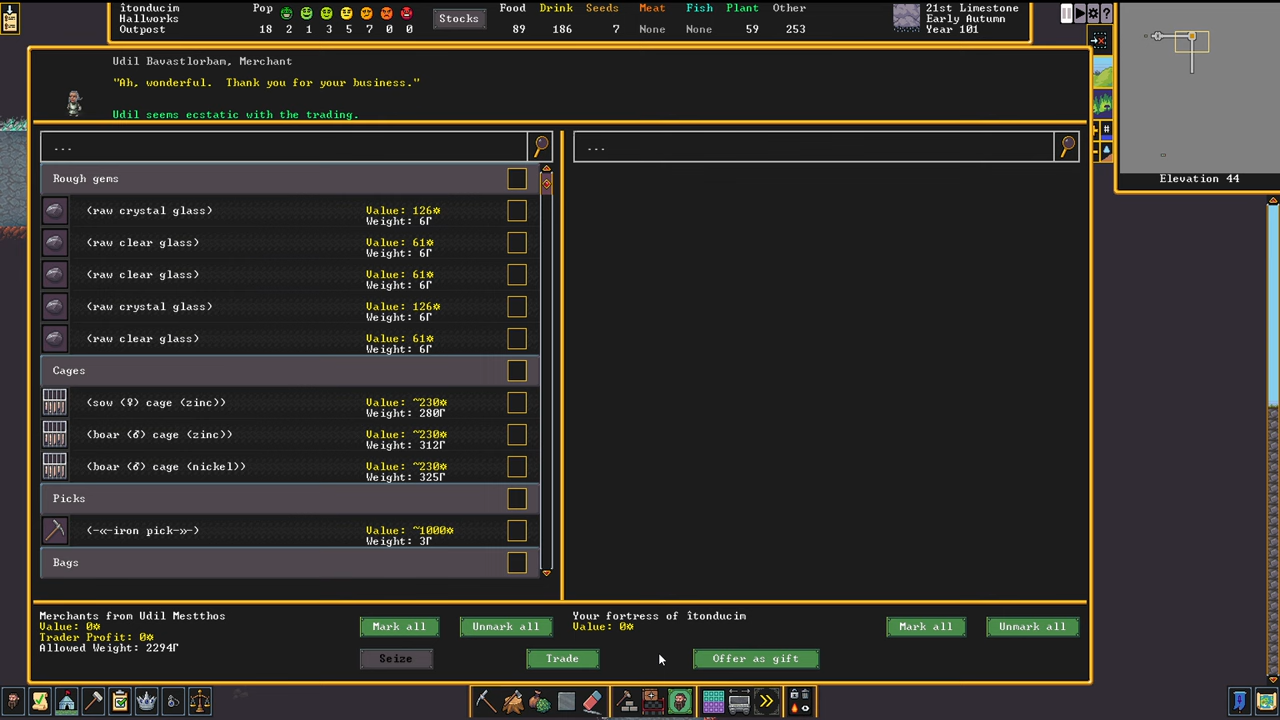 îtonducim
Hallworks
Outpost
Pop
18 2 1 3 5 7 0 0
Stocks
Food Drink Seeds Meat Fish Plant Other
89 186 7 None None 59 253
21st Limestone
Early Autumn
Year 101
Udil Bavastlorbam, Merchant
"Ah, wonderful. Thank you for your business."
Udil seems ecstatic with the trading.
...
...
Elevation 44
Rough gems
(raw crystal glass) Value: 126☼
Weight: 6Γ
(raw clear glass) Value: 61☼
Weight: 6Γ
(raw clear glass) Value: 61☼
Weight: 6Γ
(raw crystal glass) Value: 126☼
Weight: 6Γ
(raw clear glass) Value: 61☼
Weight: 6Γ
Cages
(sow (♀) cage (zinc)) Value: ~230☼
Weight: 280Γ
(boar (♂) cage (zinc)) Value: ~230☼
Weight: 312Γ
(boar (♂) cage (nickel)) Value: ~230☼
Weight: 325Γ
Picks
(-«-iron pick-»-) Value: ~1000☼
Weight: 3Γ
Bags
Merchants from Udil Mestthos
Value: 0☼
Trader Profit: 0☼
Allowed Weight: 2294Γ
Mark all
Unmark all
Your fortress of îtonducim
Value: 0☼
Mark all
Unmark all
Seize
Trade
Offer as gift